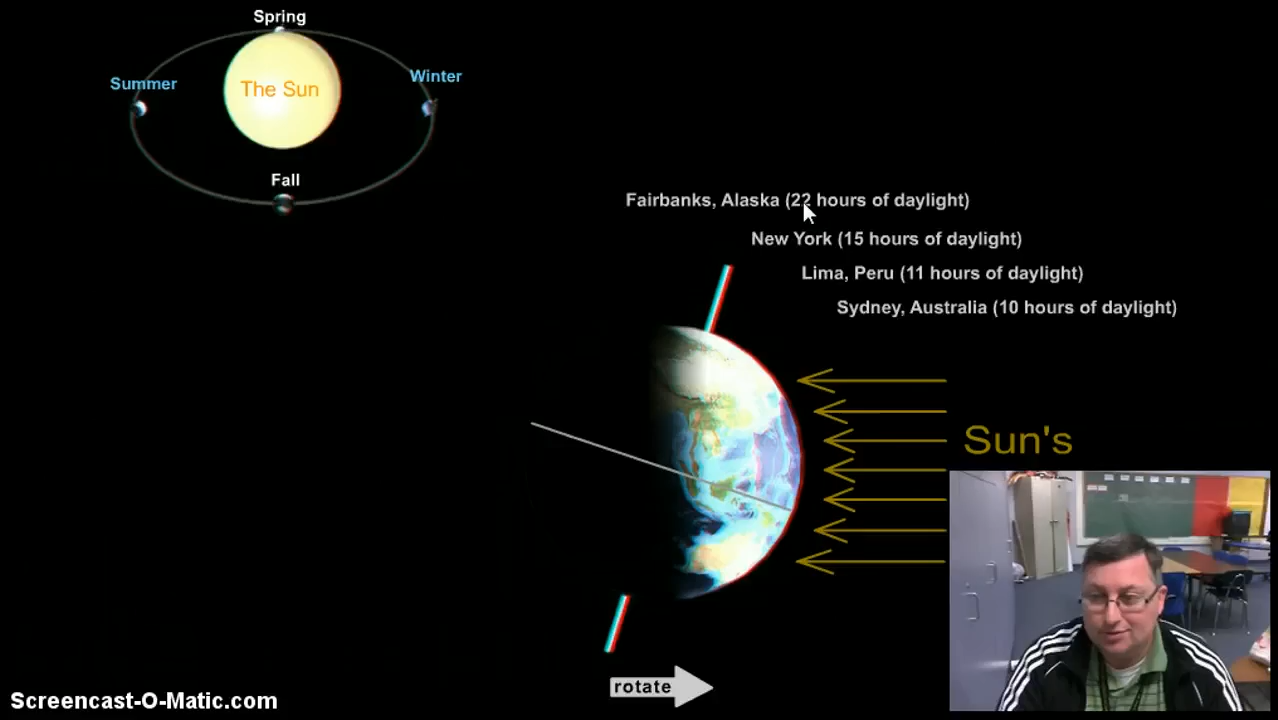 Spring
Summer
The Sun
Winter
Fall
Fairbanks, Alaska (22 hours of daylight)
New York (15 hours of daylight)
Lima, Peru (11 hours of daylight)
Sydney, Australia (10 hours of daylight)
Sun's
rotate
Screencast-O-Matic.com